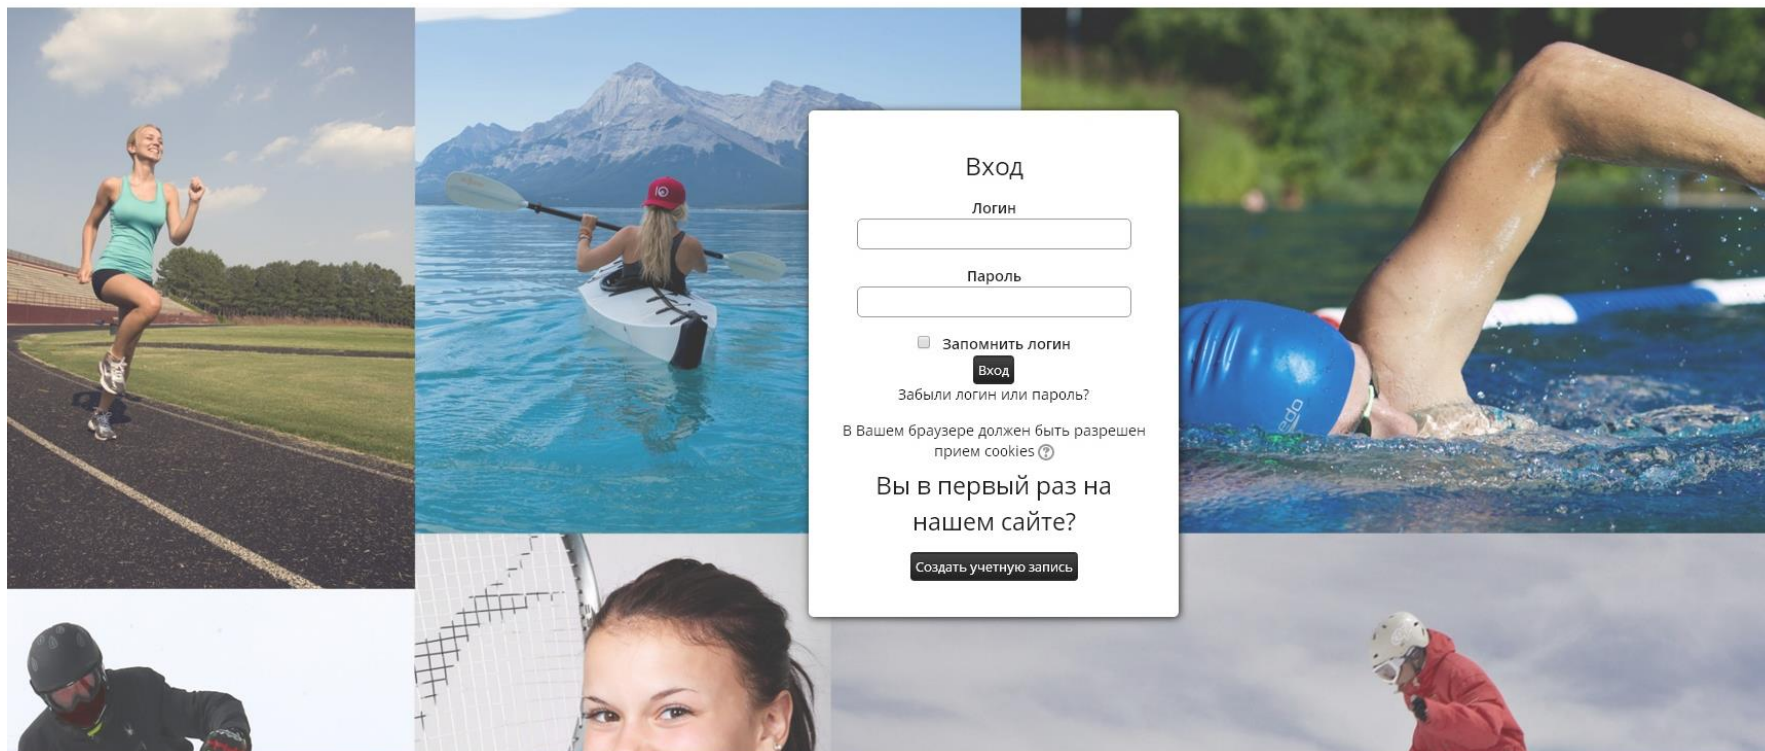 Вход
Логин
Пароль
Запомнить логин
Вход
Забыли логин или пароль?
В Вашем браузере должен быть разрешен
прием cookies ?
Вы в первый раз на
нашем сайте?
Создать учетную запись